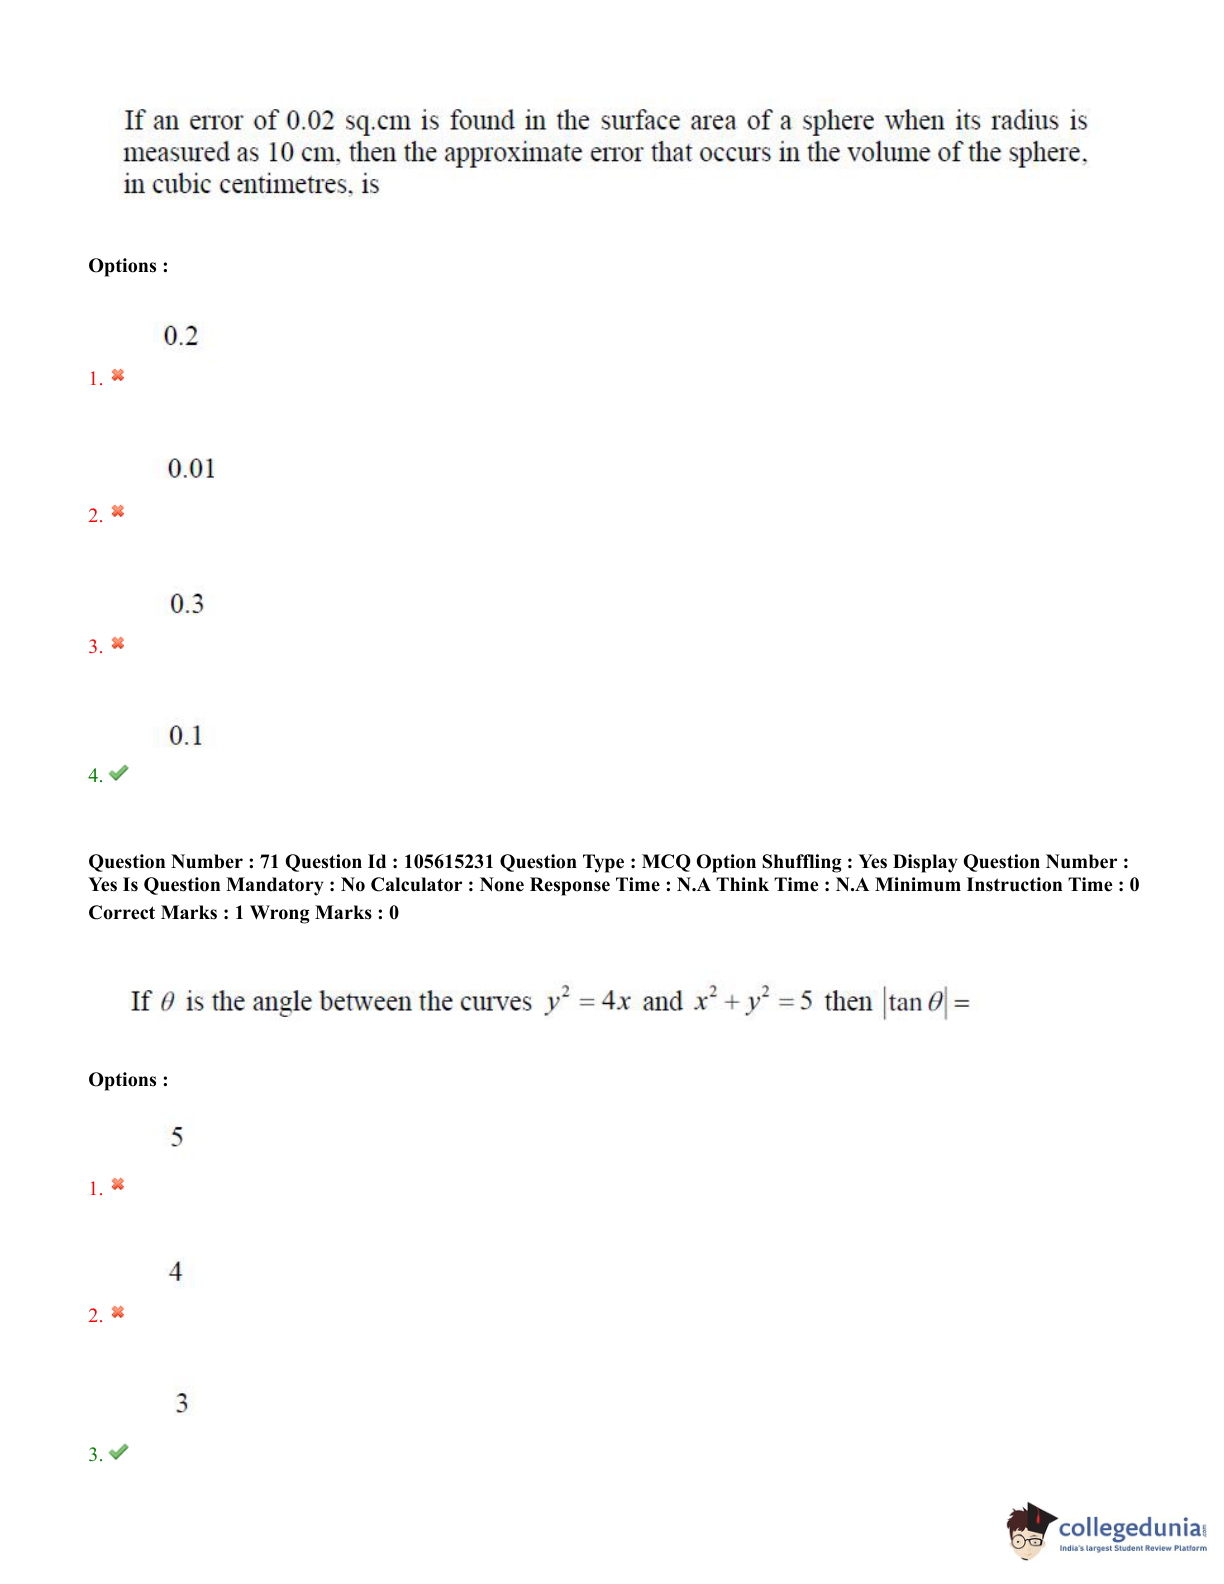 If an error of 0.02 sq.cm is found in the surface area of a sphere when its radius is
measured as 10 cm, then the approximate error that occurs in the volume of the sphere,
in cubic centimetres, is
Options :
0.2
1.
0.01
2.
0.3
3.
0.1
4.
Question Number : 71 Question Id : 105615231 Question Type : MCQ Option Shuffling : Yes Display Question Number :
Yes Is Question Mandatory : No Calculator : None Response Time : N.A Think Time : N.A Minimum Instruction Time : 0
Correct Marks : 1 Wrong Marks : 0
If θ is the angle between the curves y² = 4x and x² + y² = 5 then |tan θ| =
Options :
5
1.
4
2.
3
3.
collegedunia
India's largest Student Review Platform